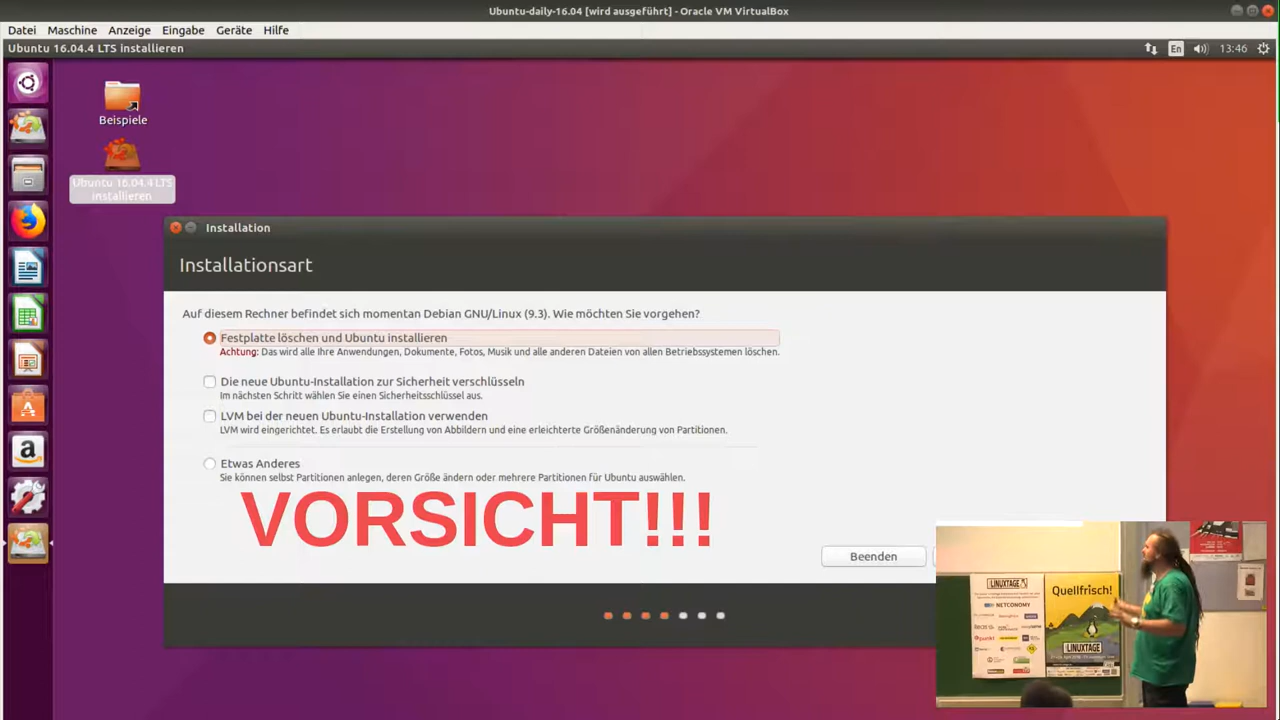 Ubuntu-daily-16.04 [wird ausgeführt] - Oracle VM VirtualBox
Datei Maschine Anzeige Eingabe Geräte Hilfe
Ubuntu 16.04.4 LTS installieren
En
13:46
Beispiele
Ubuntu 16.04.4 LTS
installieren
Installation
Installationsart
Auf diesem Rechner befindet sich momentan Debian GNU/Linux (9.3). Wie möchten Sie vorgehen?
Festplatte löschen und Ubuntu installieren
Achtung: Das wird alle Ihre Anwendungen, Dokumente, Fotos, Musik und alle anderen Dateien von allen Betriebssystemen löschen.
Die neue Ubuntu-Installation zur Sicherheit verschlüsseln
Im nächsten Schritt wählen Sie einen Sicherheitsschlüssel aus.
LVM bei der neuen Ubuntu-Installation verwenden
LVM wird eingerichtet. Es erlaubt die Erstellung von Abbildern und eine erleichterte Größenänderung von Partitionen.
Etwas Anderes
Sie können selbst Partitionen anlegen, deren Größe ändern oder mehrere Partitionen für Ubuntu auswählen.
VORSICHT!!!
Beenden
LINUXTAGE
NETCONOMY
Quellfrisch!
LINUXTAGE